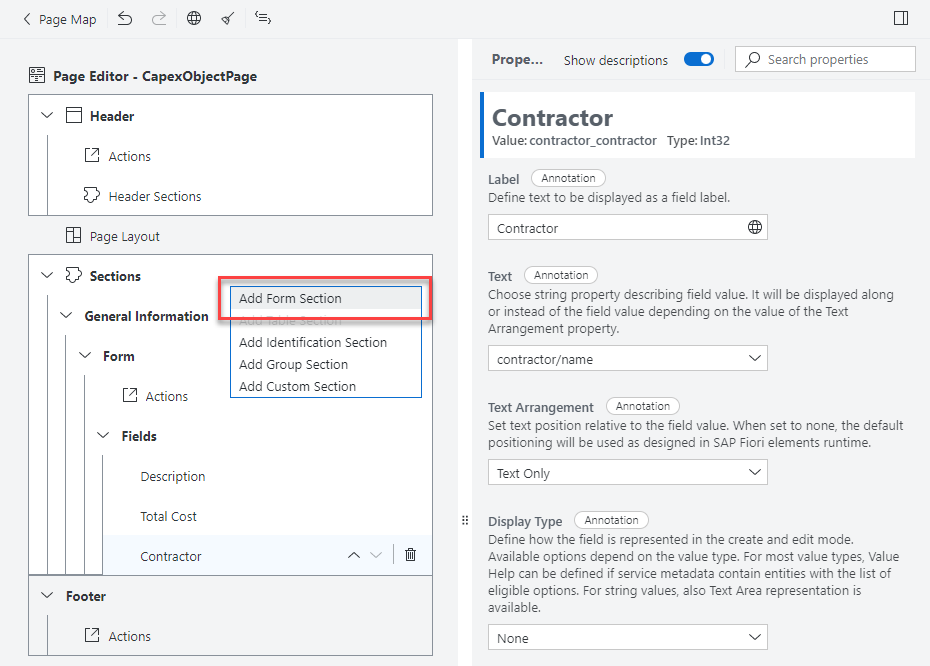 Page Map
Page Editor - CapexObjectPage
Header
Actions
Header Sections
Page Layout
Sections
General Information
Form
Actions
Fields
Description
Total Cost
Contractor
Footer
Actions
Add Form Section
Add Table Section
Add Identification Section
Add Group Section
Add Custom Section
Prope... Show descriptions Search properties
Contractor
Value: contractor_contractor Type: Int32
Label Annotation
Define text to be displayed as a field label.
Contractor
Text Annotation
Choose string property describing field value. It will be displayed along
or instead of the field value depending on the value of the Text
Arrangement property.
contractor/name
Text Arrangement Annotation
Set text position relative to the field value. When set to none, the default
positioning will be used as designed in SAP Fiori elements runtime.
Text Only
Display Type Annotation
Define how the field is represented in the create and edit mode.
Available options depend on the value type. For most value types, Value
Help can be defined if service metadata contain entities with the list of
eligible options. For string values, also Text Area representation is
available.
None